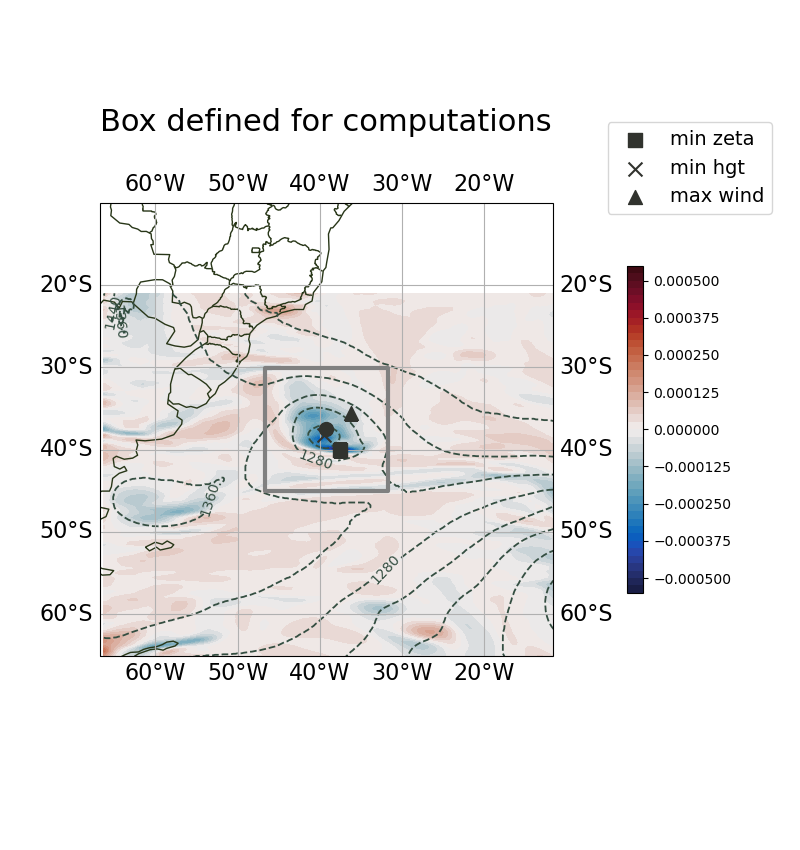 Box defined for computations
min zeta
min hgt
max wind
60°W 50°W 40°W 30°W 20°W
20°S 20°S
30°S 30°S
40°S 40°S
50°S 50°S
60°S 60°S
1440
1360
1280
1360
1280
60°W 50°W 40°W 30°W 20°W
0.000500
0.000375
0.000250
0.000125
0.000000
−0.000125
−0.000250
−0.000375
−0.000500